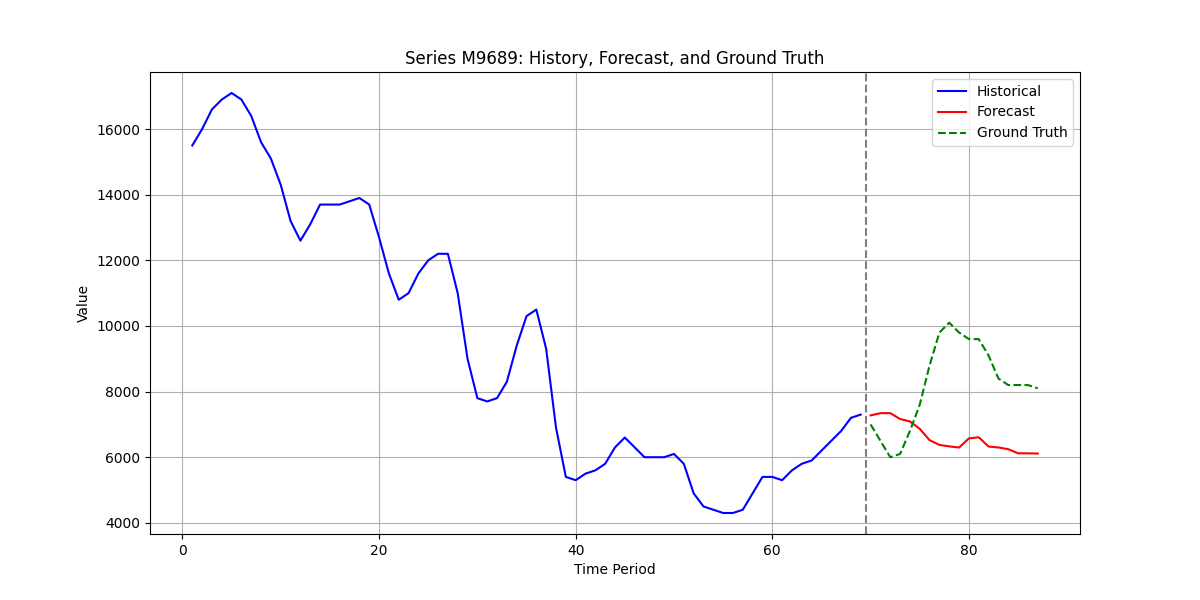 Series M9689: History, Forecast, and Ground Truth
Historical
Forecast
Ground Truth
16000
14000
12000
10000
8000
6000
4000
Value
0 20 40 60 80
Time Period